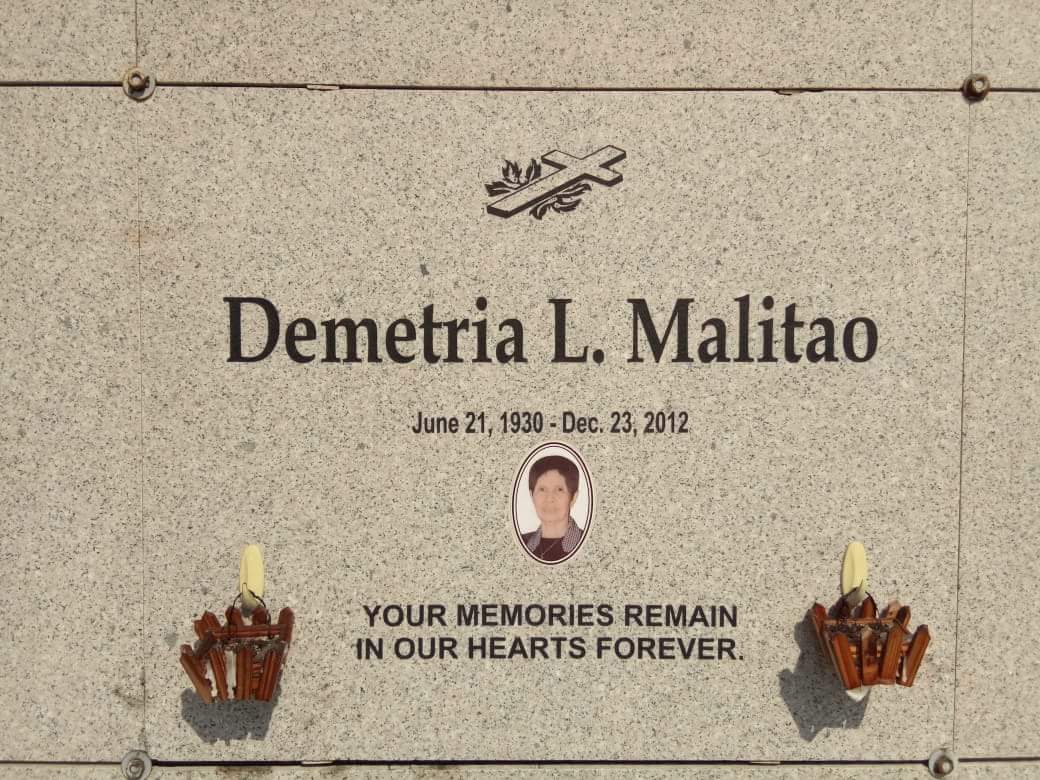 Demetria L. Malitao
June 21, 1930 - Dec. 23, 2012
YOUR MEMORIES REMAIN
IN OUR HEARTS FOREVER.